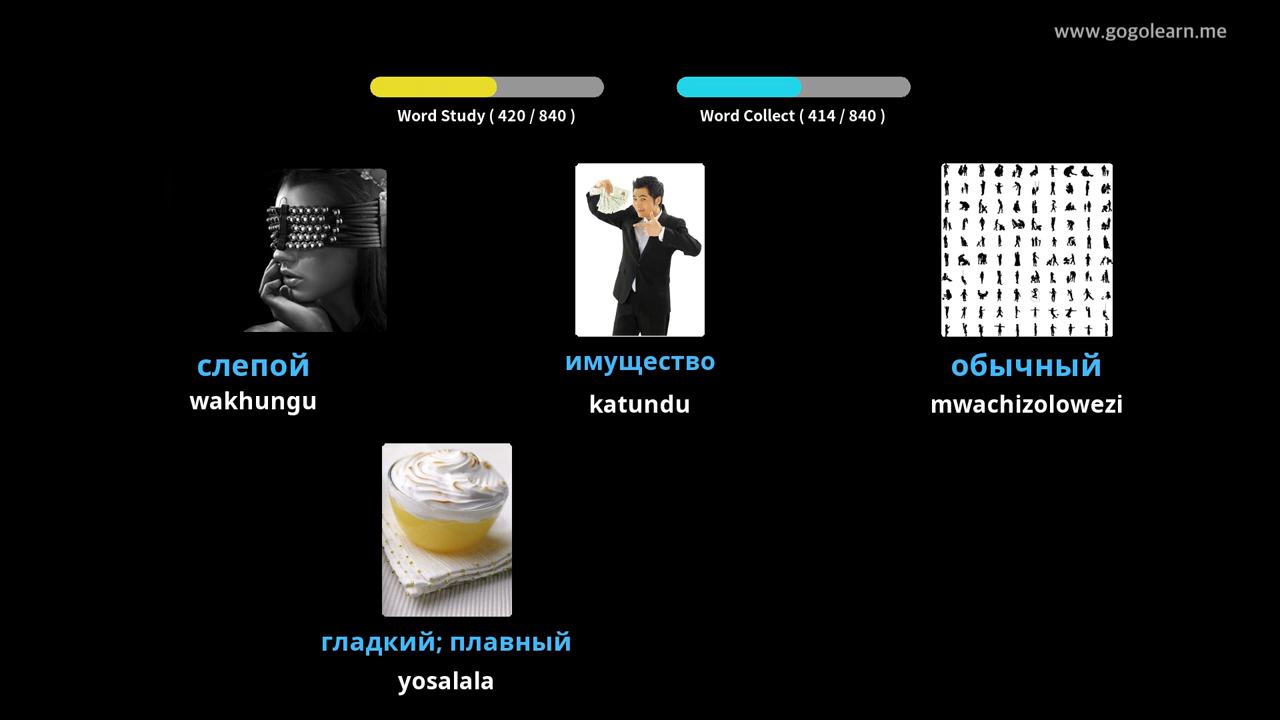 www.gogolearn.me
Word Study ( 420 / 840 )
Word Collect ( 414 / 840 )
слепой
wakhungu
имущество
katundu
обычный
mwachizolowezi
гладкий; плавный
yosalala